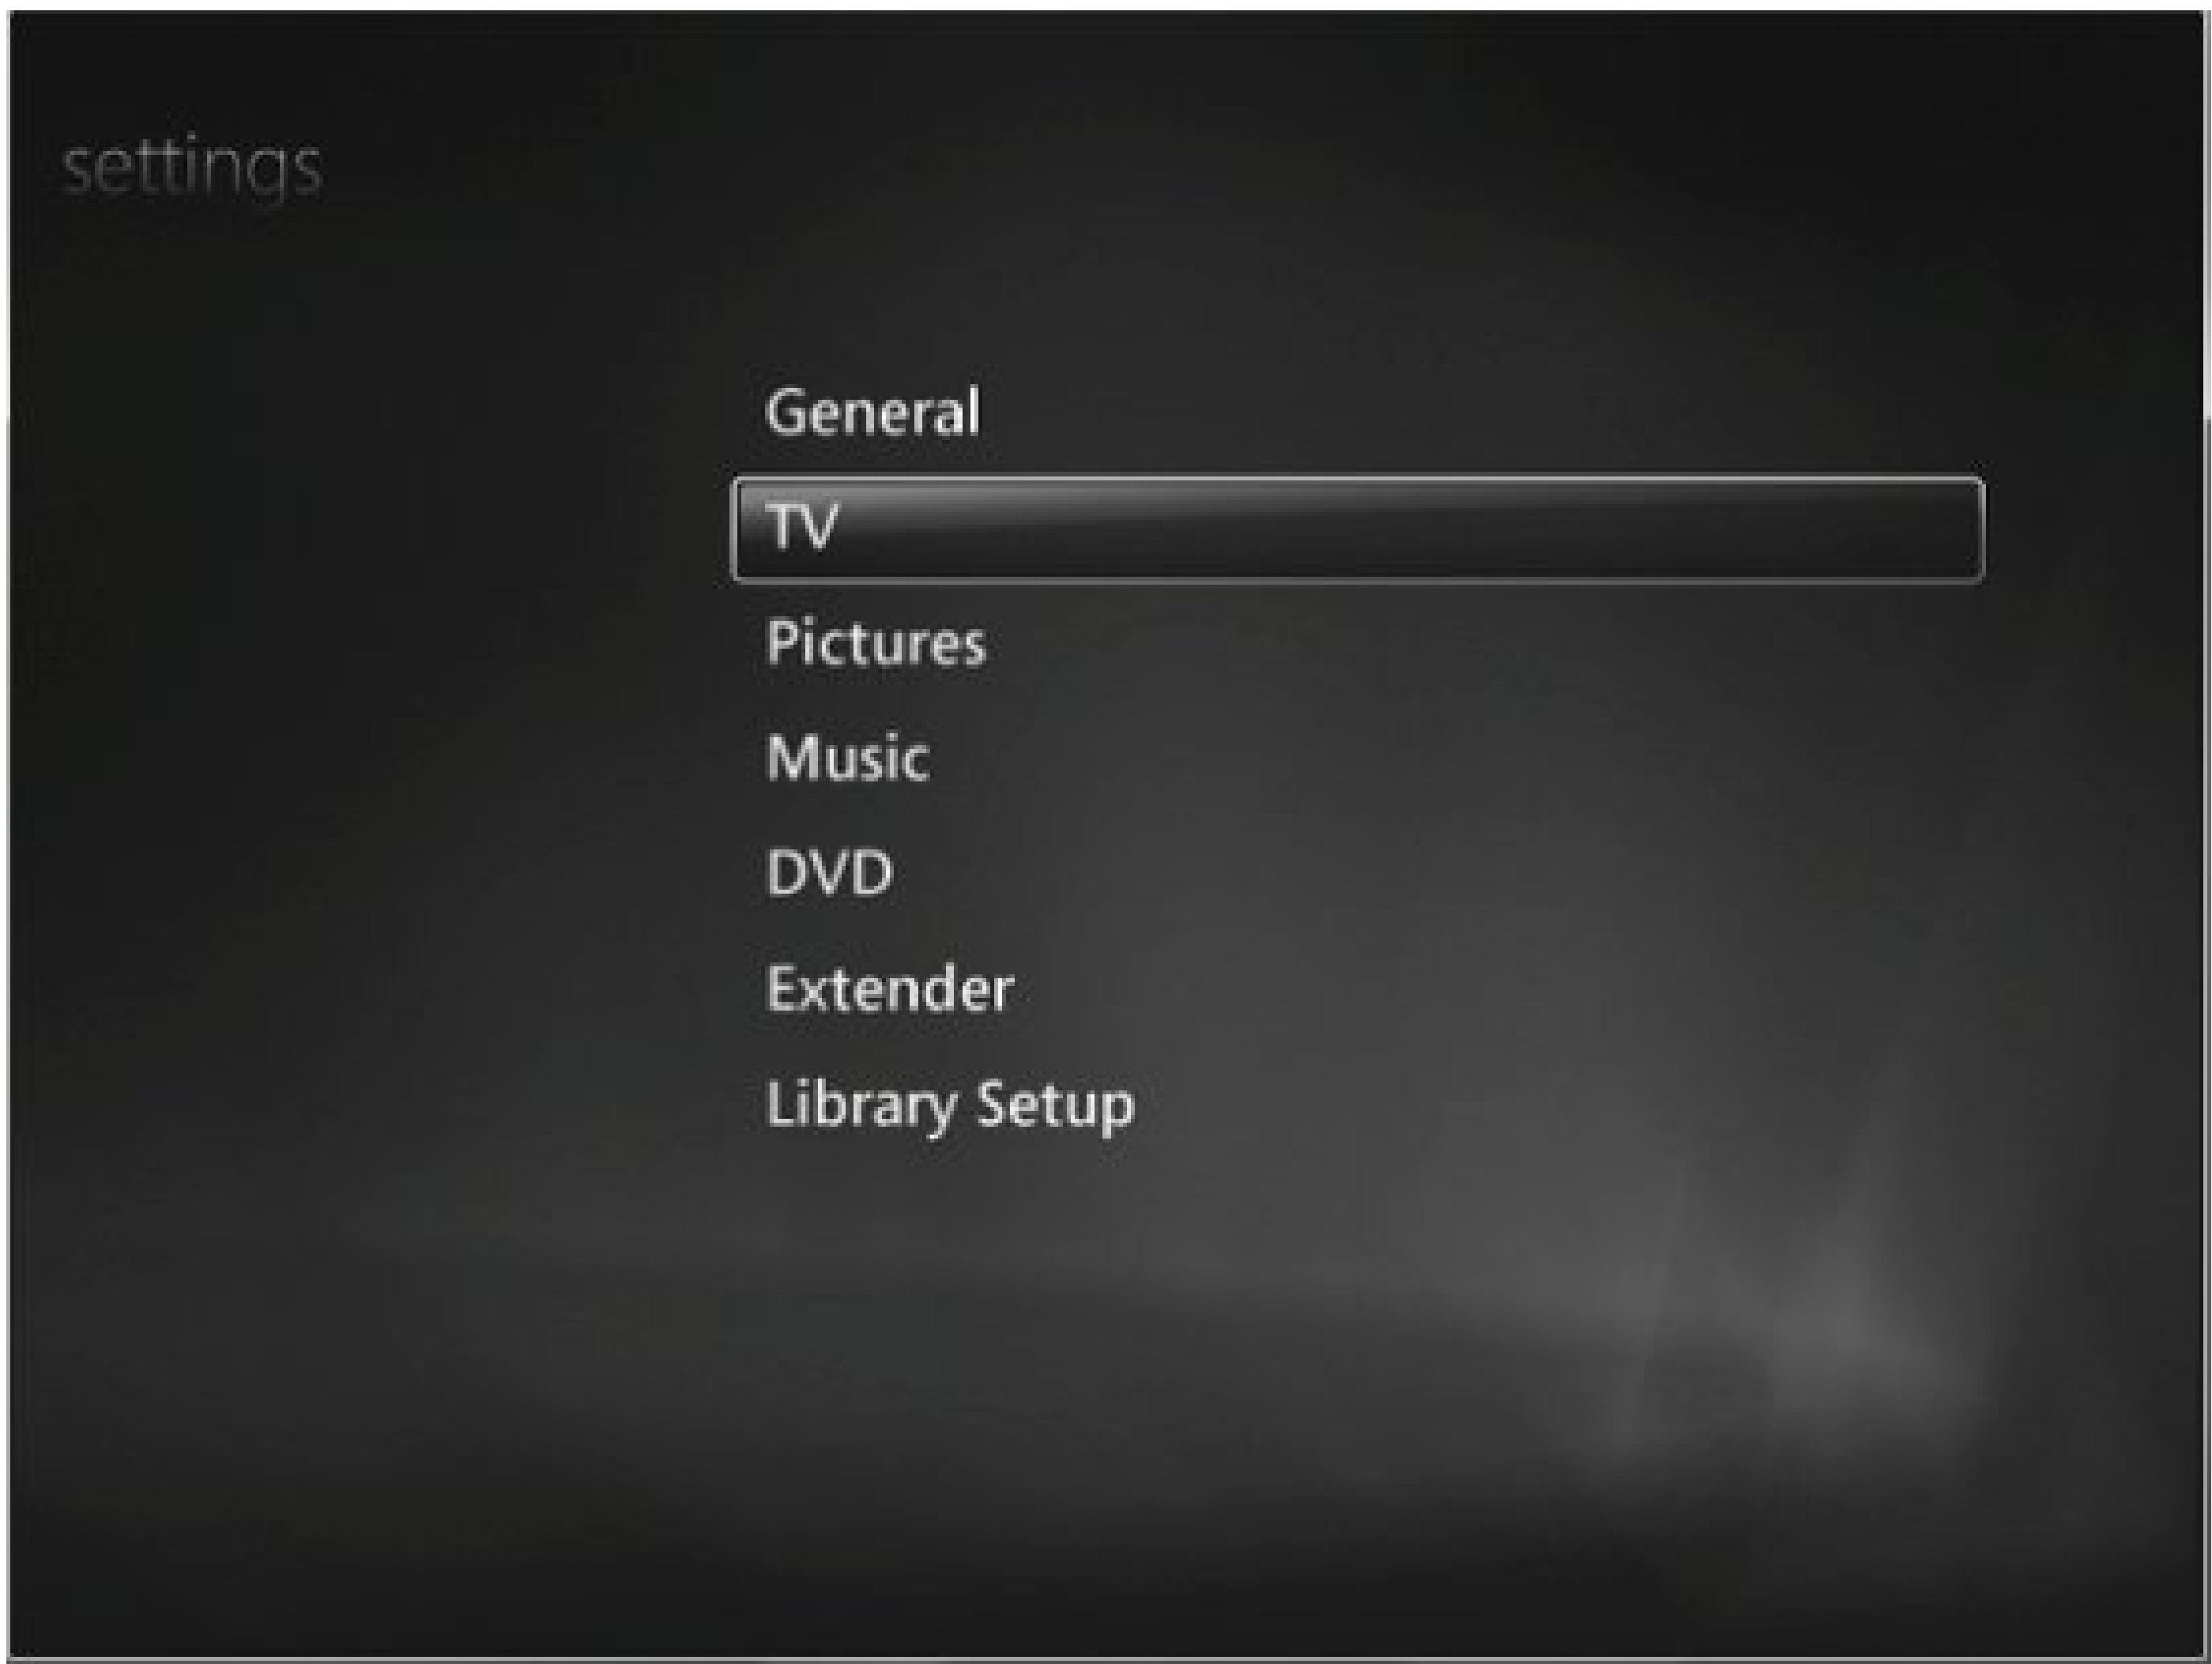 settings
General
TV
Pictures
Music
DVD
Extender
Library Setup